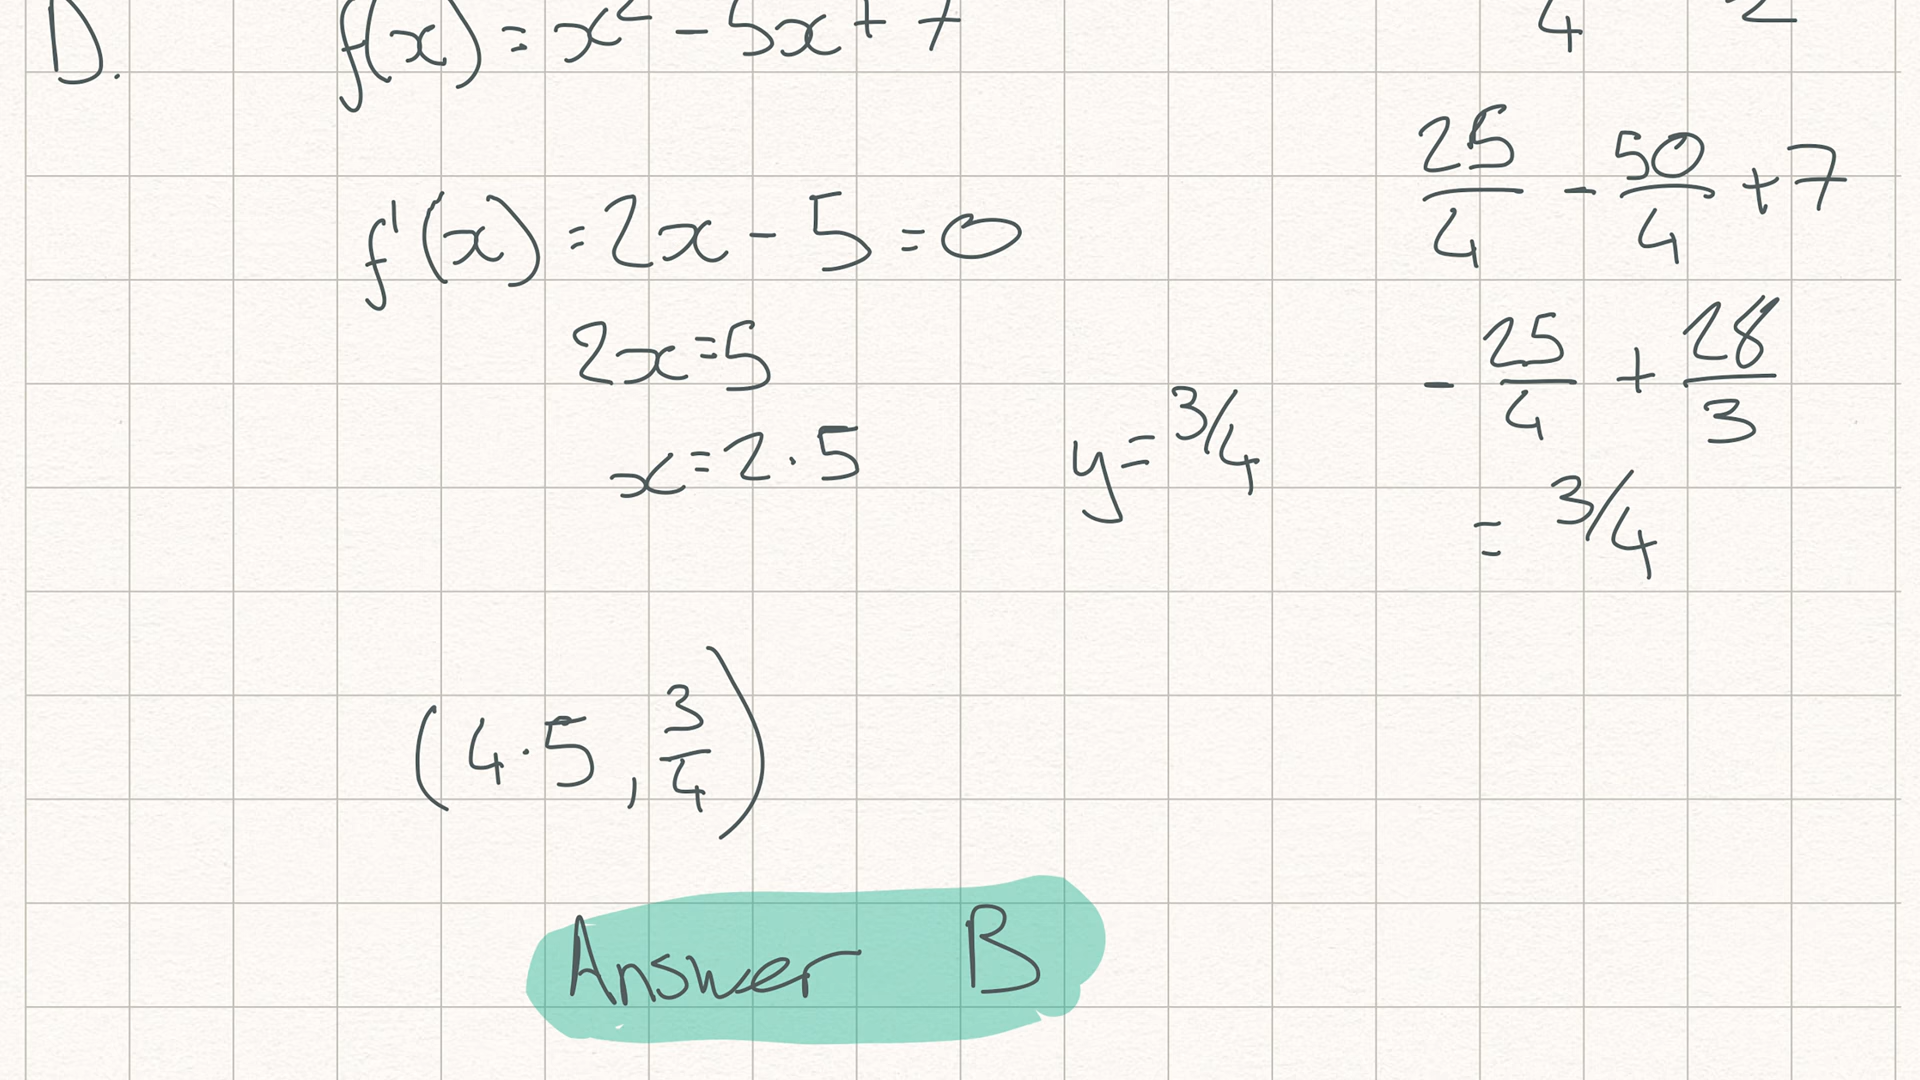 D. f(x) = x² - 5x + 7
4 2
25/4 - 50/4 + 7
f'(x) = 2x - 5 = 0
2x = 5
- 25/4 + 28/3
x = 2.5
y = 3/4
= 3/4
(4.5, 3/4)
Answer B